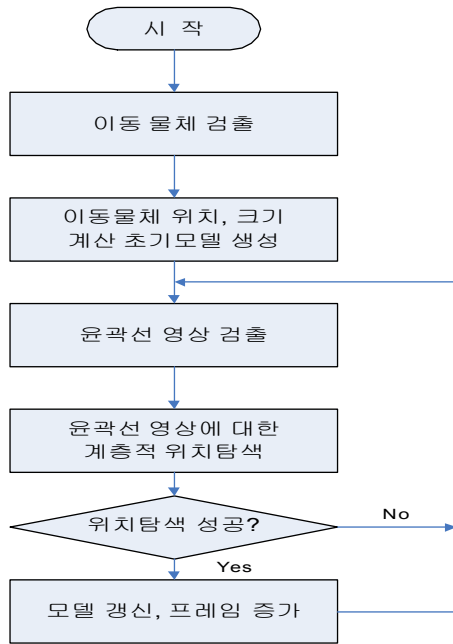 시 작
이동 물체 검출
이동물체 위치, 크기
계산 초기모델 생성
윤곽선 영상 검출
윤곽선 영상에 대한
계층적 위치탐색
위치탐색 성공?
No
Yes
모델 갱신, 프레임 증가